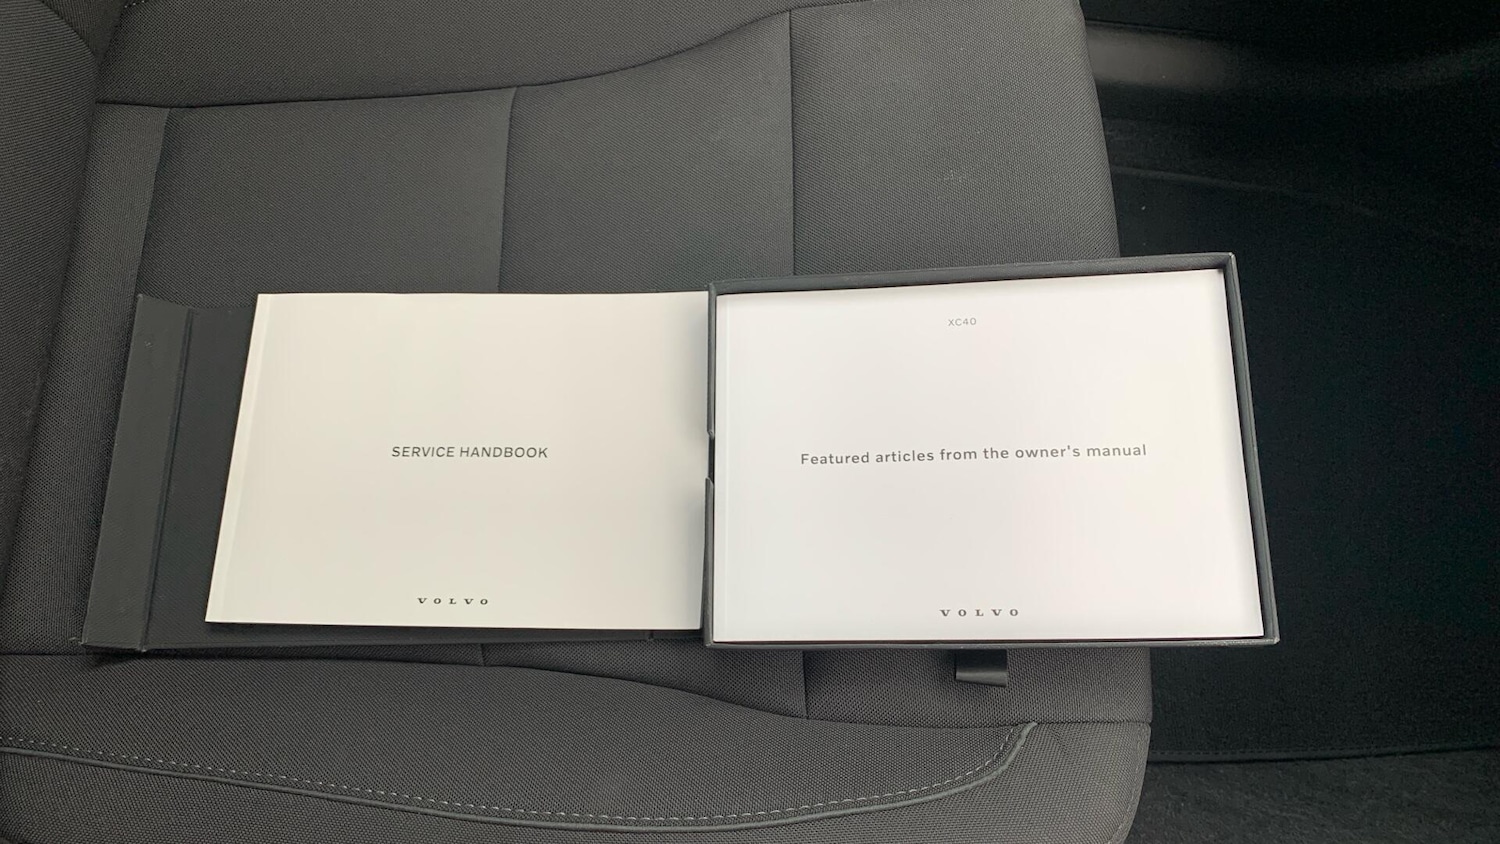 SERVICE HANDBOOK
VOLVO
XC40
Featured articles from the owner's manual
VOLVO